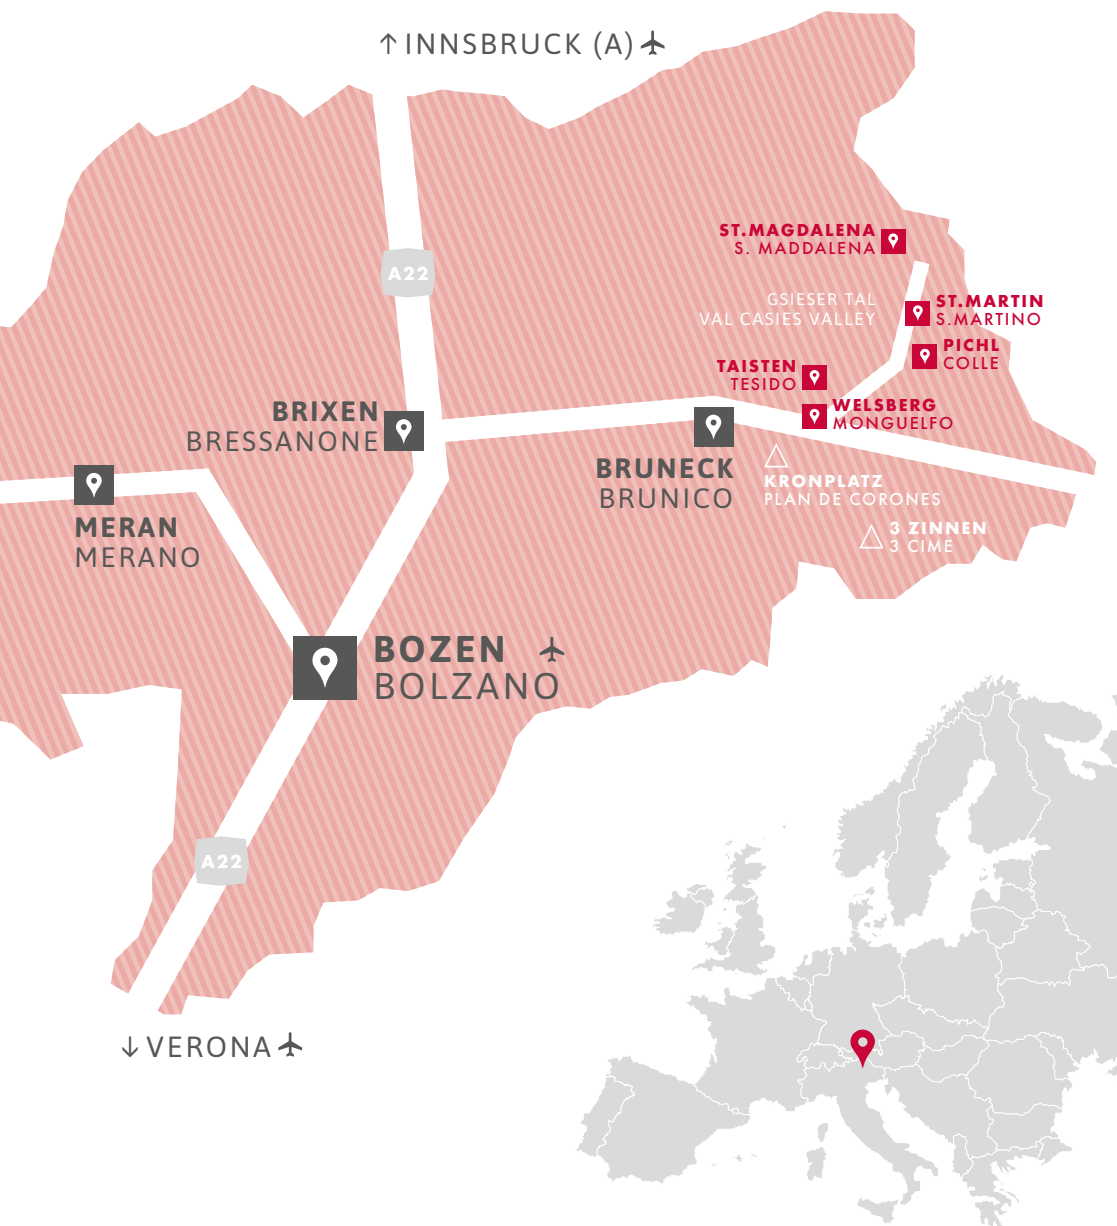 ↑ INNSBRUCK (A)
ST.MAGDALENA
S. MADDALENA
A22
GSIESER TAL
VAL CASIES VALLEY
ST.MARTIN
S.MARTINO
PICHL
COLLE
TAISTEN
TESIDO
WELSBERG
MONGUELFO
BRIXEN
BRESSANONE
BRUNECK
BRUNICO
KRONPLATZ
PLAN DE CORONES
MERAN
MERANO
3 ZINNEN
3 CIME
BOZEN
BOLZANO
A22
↓ VERONA